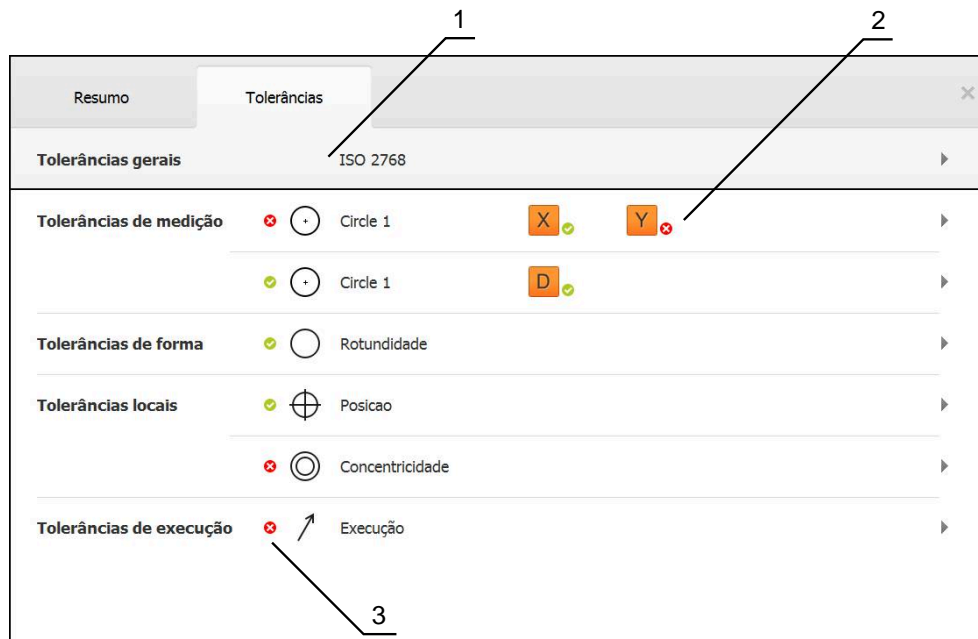 1 2
Resumo Tolerâncias
Tolerâncias gerais ISO 2768
Tolerâncias de medição Circle 1 X Y
Circle 1 D
Tolerâncias de forma Rotundidade
Tolerâncias locais Posicao
Concentricidade
Tolerâncias de execução Execução
3